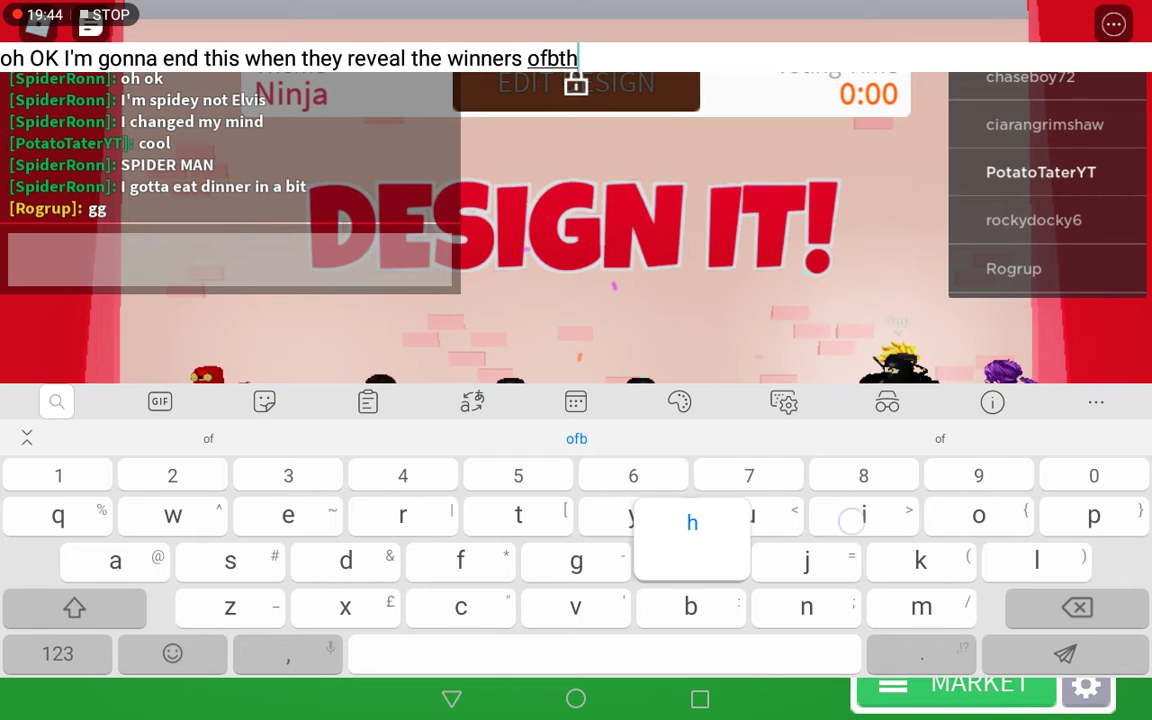 19:44 STOP
oh OK I'm gonna end this when they reveal the winners ofbth
[SpiderRonn]: oh ok
[SpiderRonn]: I'm spidey not Elvis
[SpiderRonn]: I changed my mind
[PotatoTaterYT]: cool
[SpiderRonn]: SPIDER MAN
[SpiderRonn]: I gotta eat dinner in a bit
[Rogrup]: gg
Ninja
EDIT DESIGN
0:00
chaseboy72
ciarangrimshaw
PotatoTaterYT
rockydocky6
Rogrup
DESIGN IT!
You
GIF
of ofb of
1 2 3 4 5 6 7 8 9 0
q % w ^ e ~ r | t [ y u < i > o { p }
a @ s # d & f * g - h j = k ( l )
z _ x £ c " v ' b : n ; m /
123 , . ,!?
MARKET